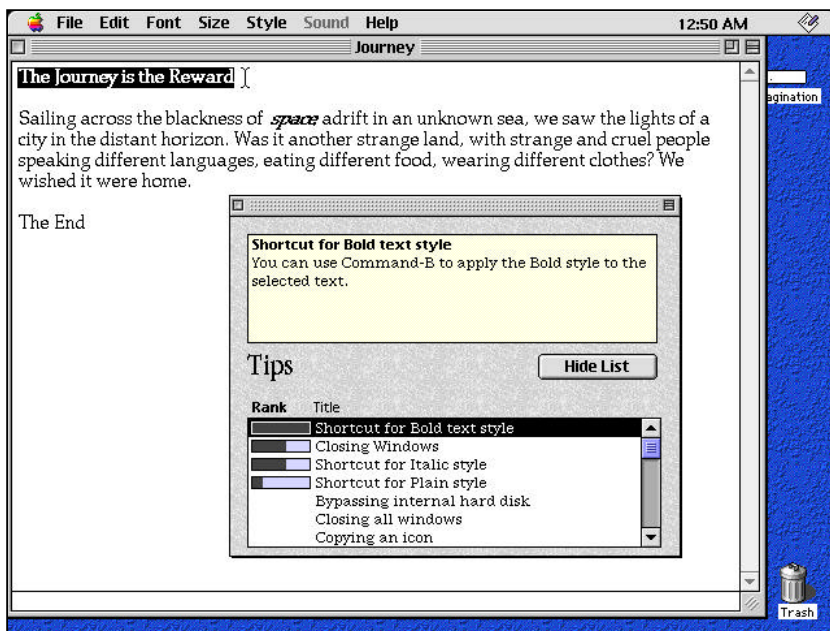 File Edit Font Size Style Sound Help 12:50 AM
Journey
The Journey is the Reward
agination
Sailing across the blackness of space, adrift in an unknown sea, we saw the lights of a
city in the distant horizon. Was it another strange land, with strange and cruel people
speaking different languages, eating different food, wearing different clothes? We
wished it were home.
The End
Shortcut for Bold text style
You can use Command-B to apply the Bold style to the
selected text.
Tips
Hide List
Rank Title
Shortcut for Bold text style
Closing Windows
Shortcut for Italic style
Shortcut for Plain style
Bypassing internal hard disk
Closing all windows
Copying an icon
Trash